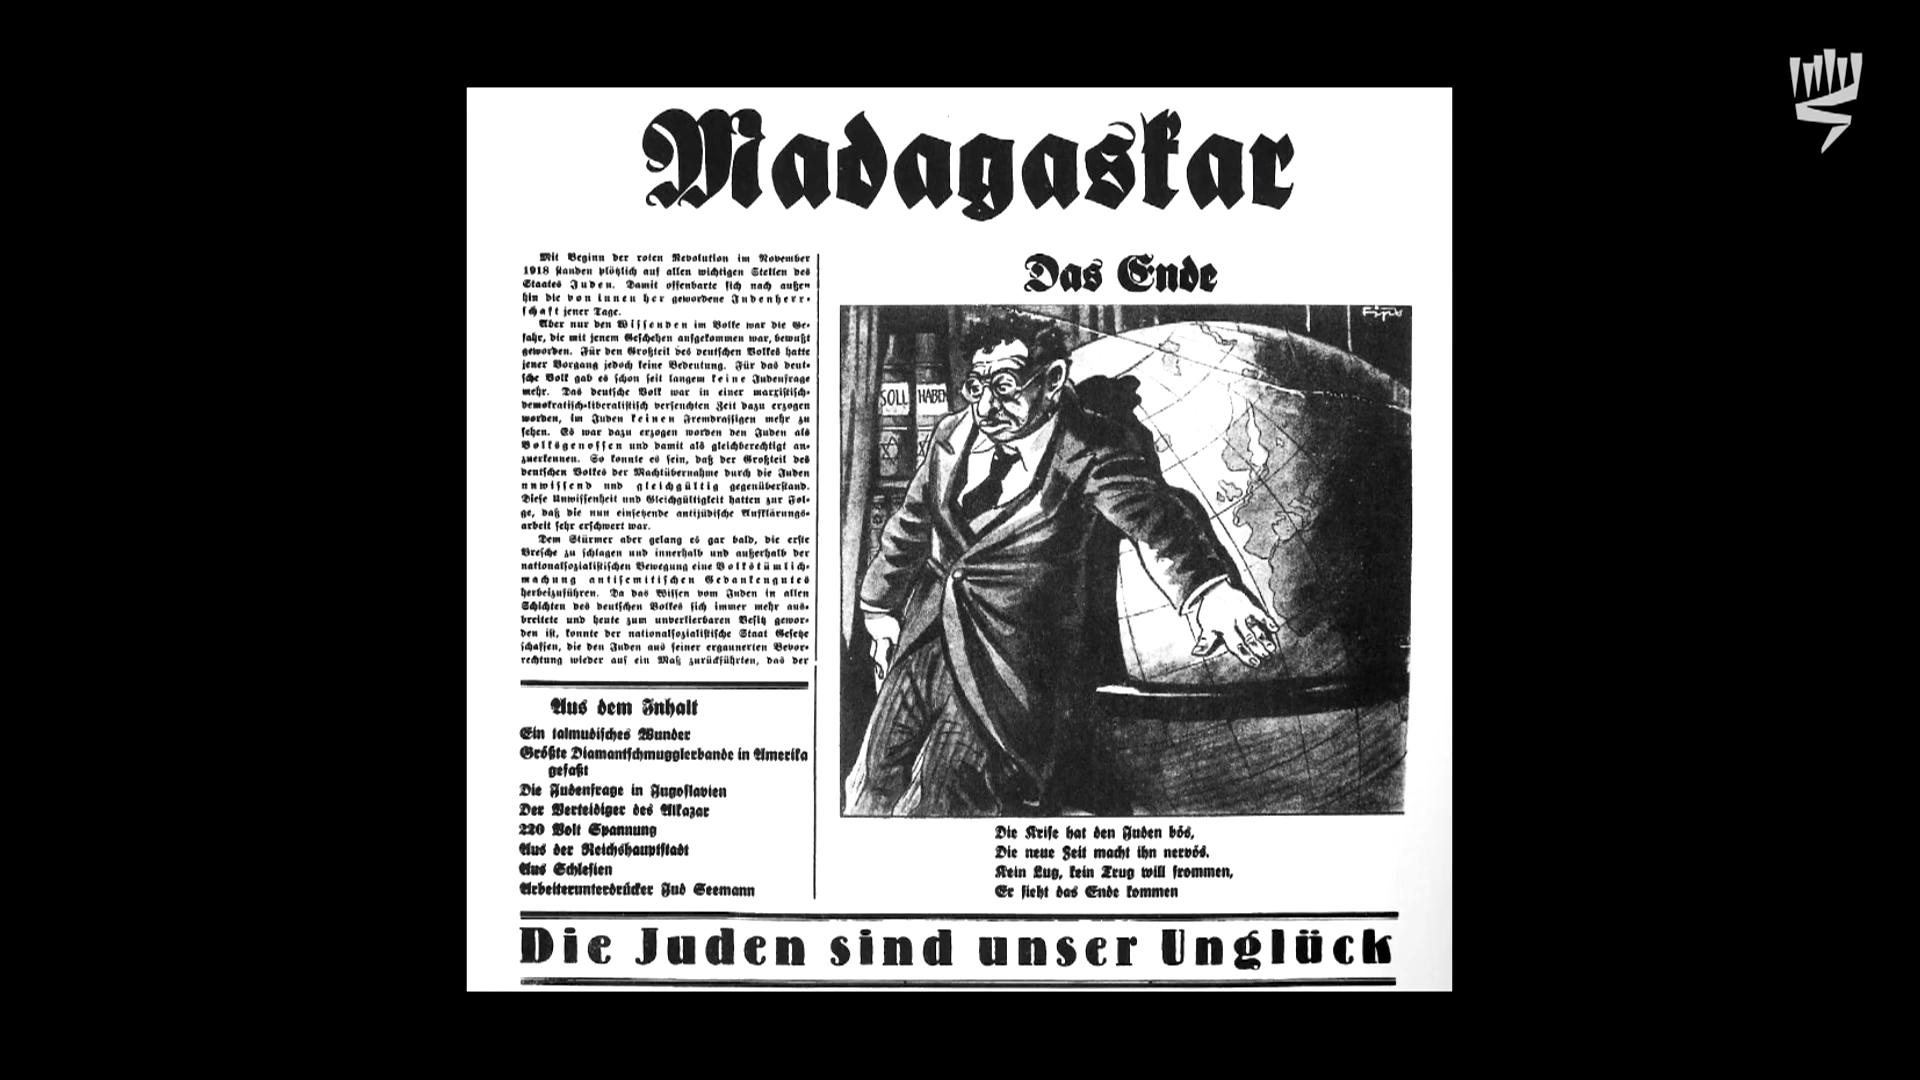 Madagaskar
Mit Beginn der roten Revolution im November
1918 standen plötzlich auf allen wichtigen Stellen des
Staates Juden. Damit offenbarte sich nach außen
hin die von innen her gewordene Judenherr-
schaft jener Tage.
Aber nur den Wissenden im Volke war die Ge-
fahr, die mit jenem Geschehen aufgekommen war, bewußt
geworden. Für den Großteil des deutschen Volkes hatte
jener Vorgang jedoch keine Bedeutung. Für das deut-
sche Volk gab es schon seit langem keine Judenfrage
mehr. Das deutsche Volk war in einer marxistisch-
demokratisch-liberalistisch verseuchten Zeit dazu erzogen
worden, im Juden keinen Fremdrassigen mehr zu
sehen. Es war dazu erzogen worden den Juden als
Volksgenossen und damit als gleichberechtigt an-
zuerkennen. So konnte es sein, daß der Großteil des
deutschen Volkes der Machtübernahme durch die Juden
unwissend und gleichgültig gegenüberstand.
Diese Unwissenheit und Gleichgültigkeit hatten zur Fol-
ge, daß die nun einsetzende antijüdische Aufklärungs-
arbeit sehr erschwert war.
Dem Stürmer aber gelang es gar bald, die erste
Bresche zu schlagen und innerhalb und außerhalb der
nationalsozialistischen Bewegung eine Volkstümlich-
machung antisemitischen Gedankengutes
herbeizuführen. Da das Wissen vom Juden in allen
Schichten des deutschen Volkes sich immer mehr aus-
breitete und heute zum unverlierbaren Besitz gewor-
den ist, konnte der nationalsozialistische Staat Gesetze
schaffen, die den Juden aus seiner ergaunerten Bevor-
rechtung wieder auf ein Maß zurückführten, das der
Aus dem Inhalt
Ein talmudisches Wunder
Größte Diamantschmugglerbande in Amerika
gefaßt
Die Judenfrage in Jugoslavien
Der Verteidiger des Alkazar
220 Volt Spannung
Aus der Reichshauptstadt
Aus Schlesien
Arbeiterunterdrücker Jud Seemann
Das Ende
Fips
SOLL HABEN
Die Krise hat den Juden bös,
Die neue Zeit macht ihn nervös.
Kein Lug, kein Trug will frommen,
Er sieht das Ende kommen
Die Juden sind unser Unglück